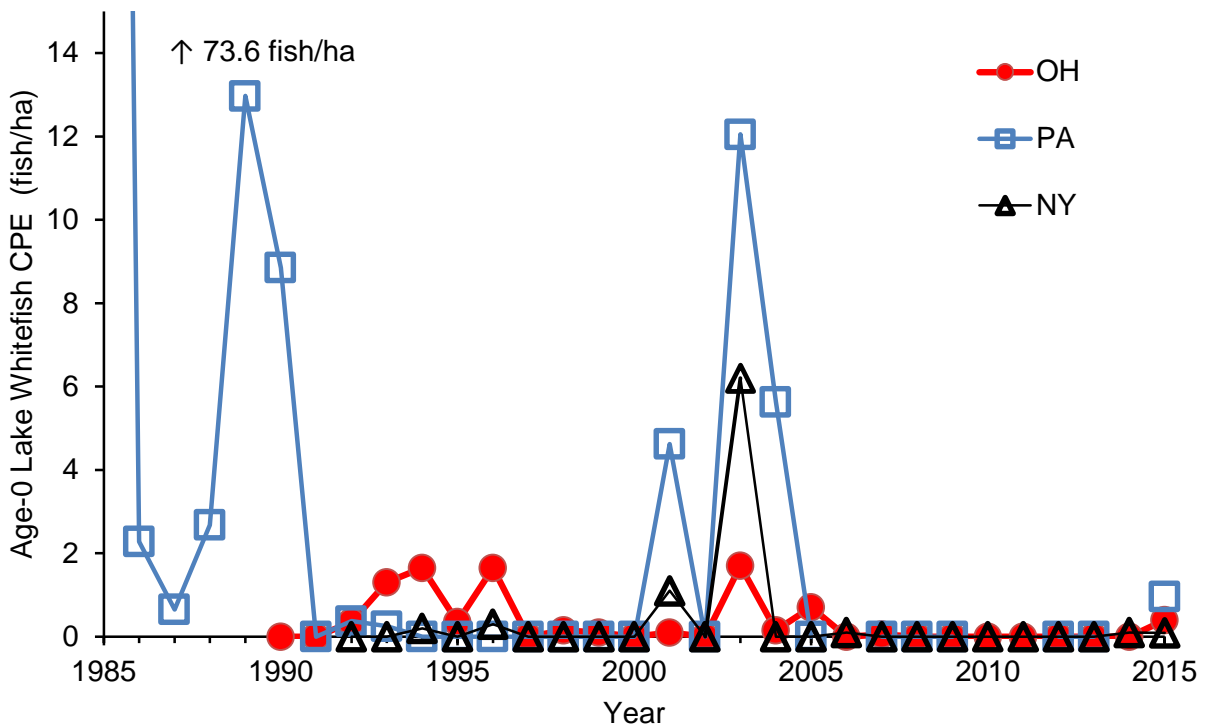 ↑ 73.6 fish/ha
Age-0 Lake Whitefish CPE (fish/ha)
14
12
10
8
6
4
2
0
OH
PA
NY
1985 1990 1995 2000 2005 2010 2015
Year